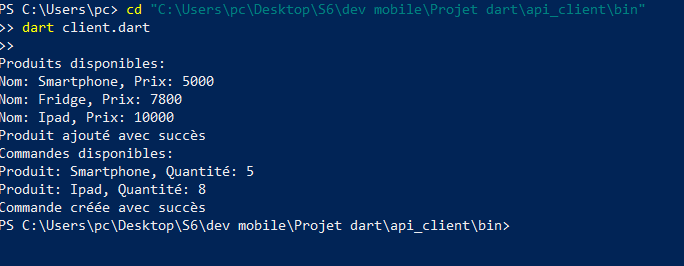 PS C:\Users\pc> cd "C:\Users\pc\Desktop\S6\dev mobile\Projet dart\api_client\bin"
>> dart client.dart
>>
Produits disponibles:
Nom: Smartphone, Prix: 5000
Nom: Fridge, Prix: 7800
Nom: Ipad, Prix: 10000
Produit ajouté avec succès
Commandes disponibles:
Produit: Smartphone, Quantité: 5
Produit: Ipad, Quantité: 8
Commande créée avec succès
PS C:\Users\pc\Desktop\S6\dev mobile\Projet dart\api_client\bin>